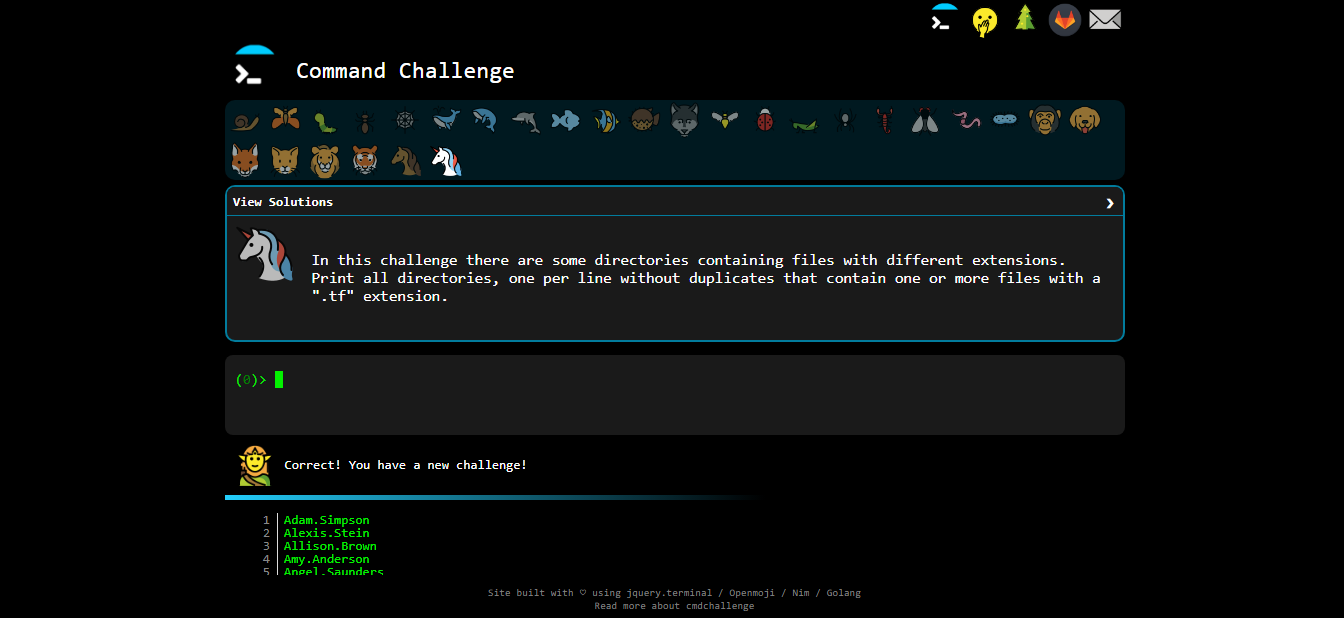 Command Challenge
View Solutions
In this challenge there are some directories containing files with different extensions.
Print all directories, one per line without duplicates that contain one or more files with a
".tf" extension.
(0)>
Correct! You have a new challenge!
1 Adam.Simpson
2 Alexis.Stein
3 Allison.Brown
4 Amy.Anderson
5 Angel.Saunders
Site built with ♡ using jquery.terminal / Openmoji / Nim / Golang
Read more about cmdchallenge